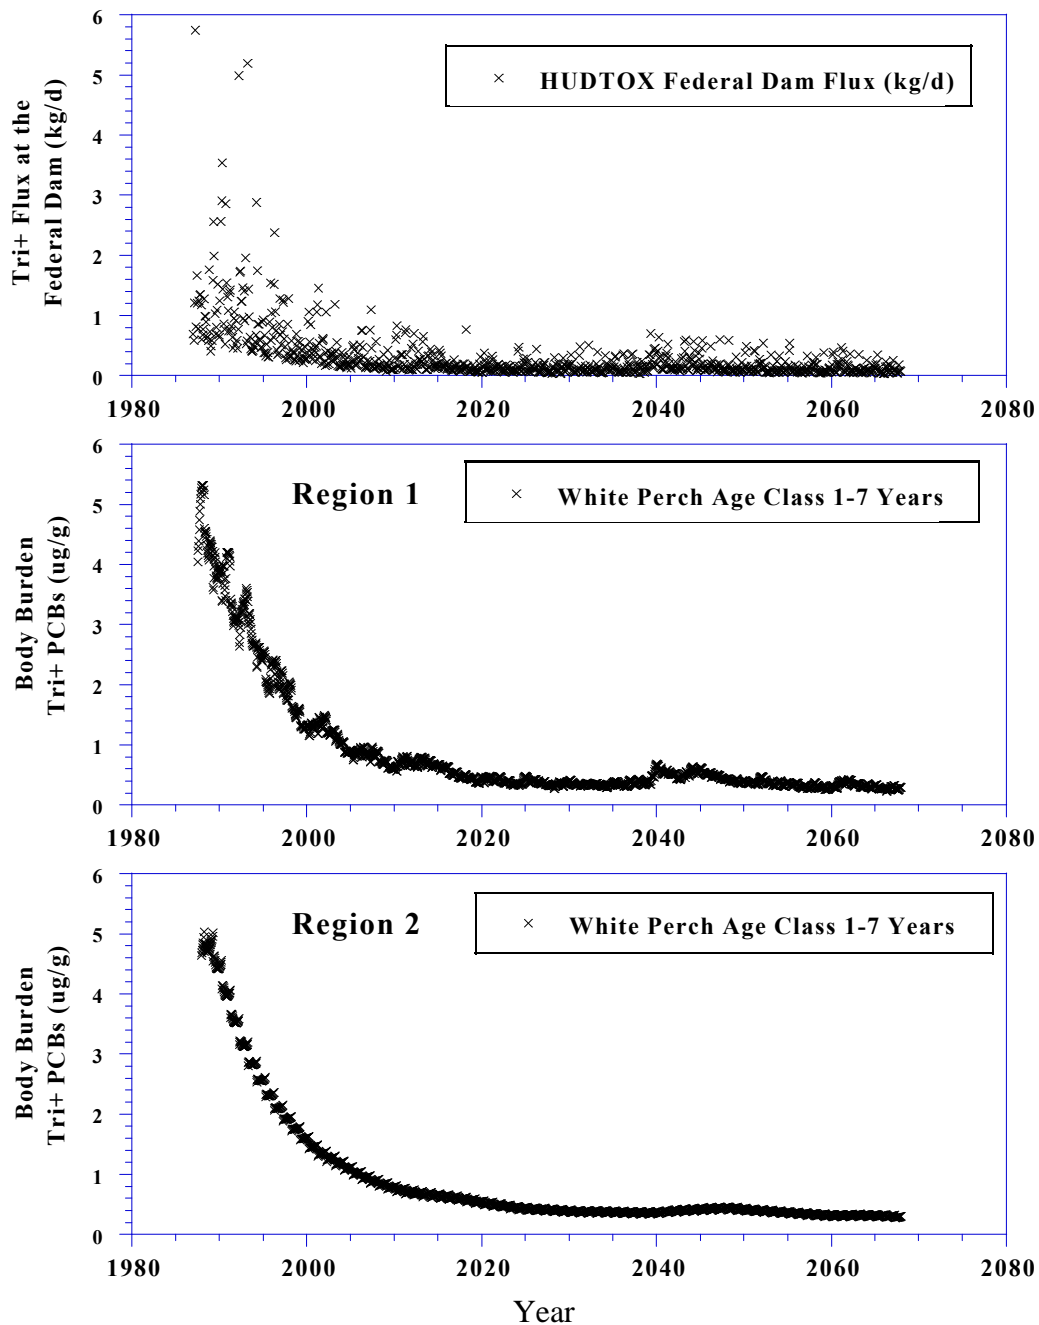 6
5
4
3
2
1
0
Tri+ Flux at the
Federal Dam (kg/d)
HUDTOX Federal Dam Flux (kg/d)
1980 2000 2020 2040 2060 2080
6
5
4
3
2
1
0
Body Burden
Tri+ PCBs (ug/g)
Region 1
White Perch Age Class 1-7 Years
1980 2000 2020 2040 2060 2080
6
5
4
3
2
1
0
Body Burden
Tri+ PCBs (ug/g)
Region 2
White Perch Age Class 1-7 Years
1980 2000 2020 2040 2060 2080
Year